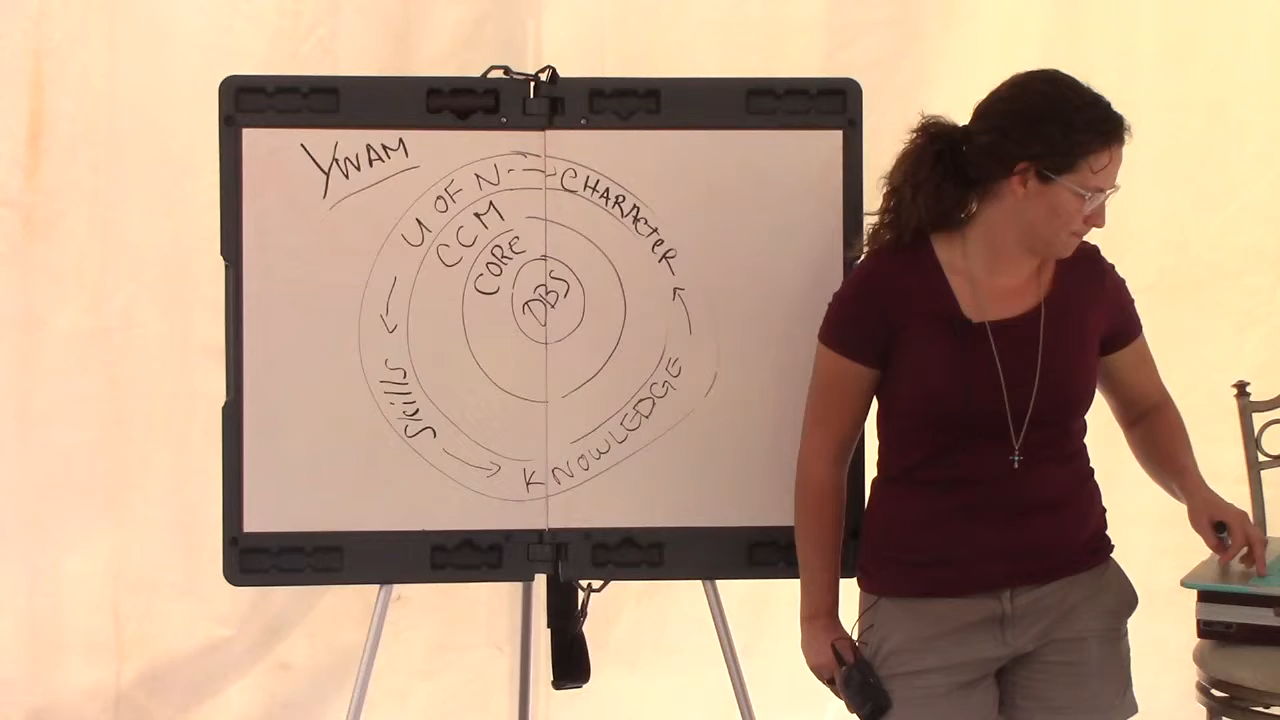 YWAM
U OF N
CHARACTER
CCM
CORE
DBS
Skills
KNOWLEDGE